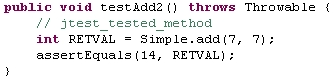 public void testAdd2() throws Throwable {
    // jtest_tested_method
    int RETVAL = Simple.add(7, 7);
    assertEquals(14, RETVAL);
}